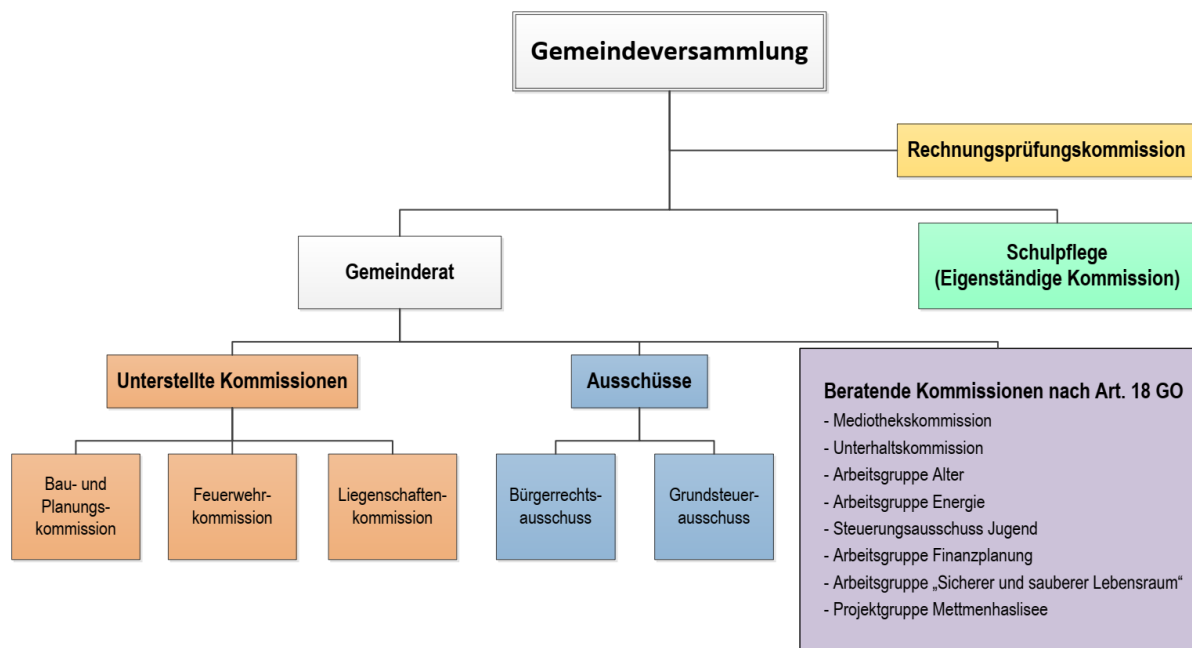 Gemeindeversammlung
Rechnungsprüfungskommission
Gemeinderat
Schulpflege
(Eigenständige Kommission)
Unterstellte Kommissionen
Ausschüsse
Bau- und
Planungs-
kommission
Feuerwehr-
kommission
Liegenschaften-
kommission
Bürgerrechts-
ausschuss
Grundsteuer-
ausschuss
Beratende Kommissionen nach Art. 18 GO
- Mediothekskommission
- Unterhaltskommission
- Arbeitsgruppe Alter
- Arbeitsgruppe Energie
- Steuerungsausschuss Jugend
- Arbeitsgruppe Finanzplanung
- Arbeitsgruppe „Sicherer und sauberer Lebensraum“
- Projektgruppe Mettmenhaslisee